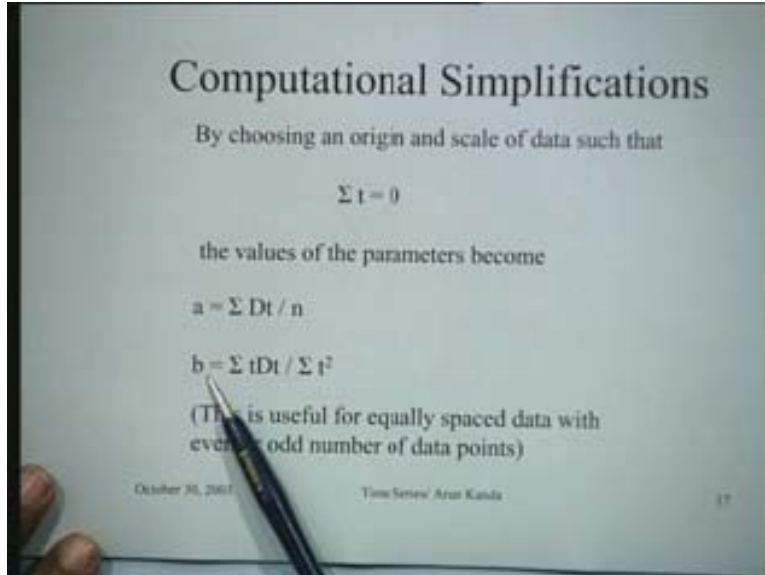 Computational Simplifications
By choosing an origin and scale of data such that
Σ t = 0
the values of the parameters become
a = Σ Dt / n
b = Σ tDt / Σ t²
(This is useful for equally spaced data with
even odd number of data points)
October 30, Time Series/ Arun Kanda
17